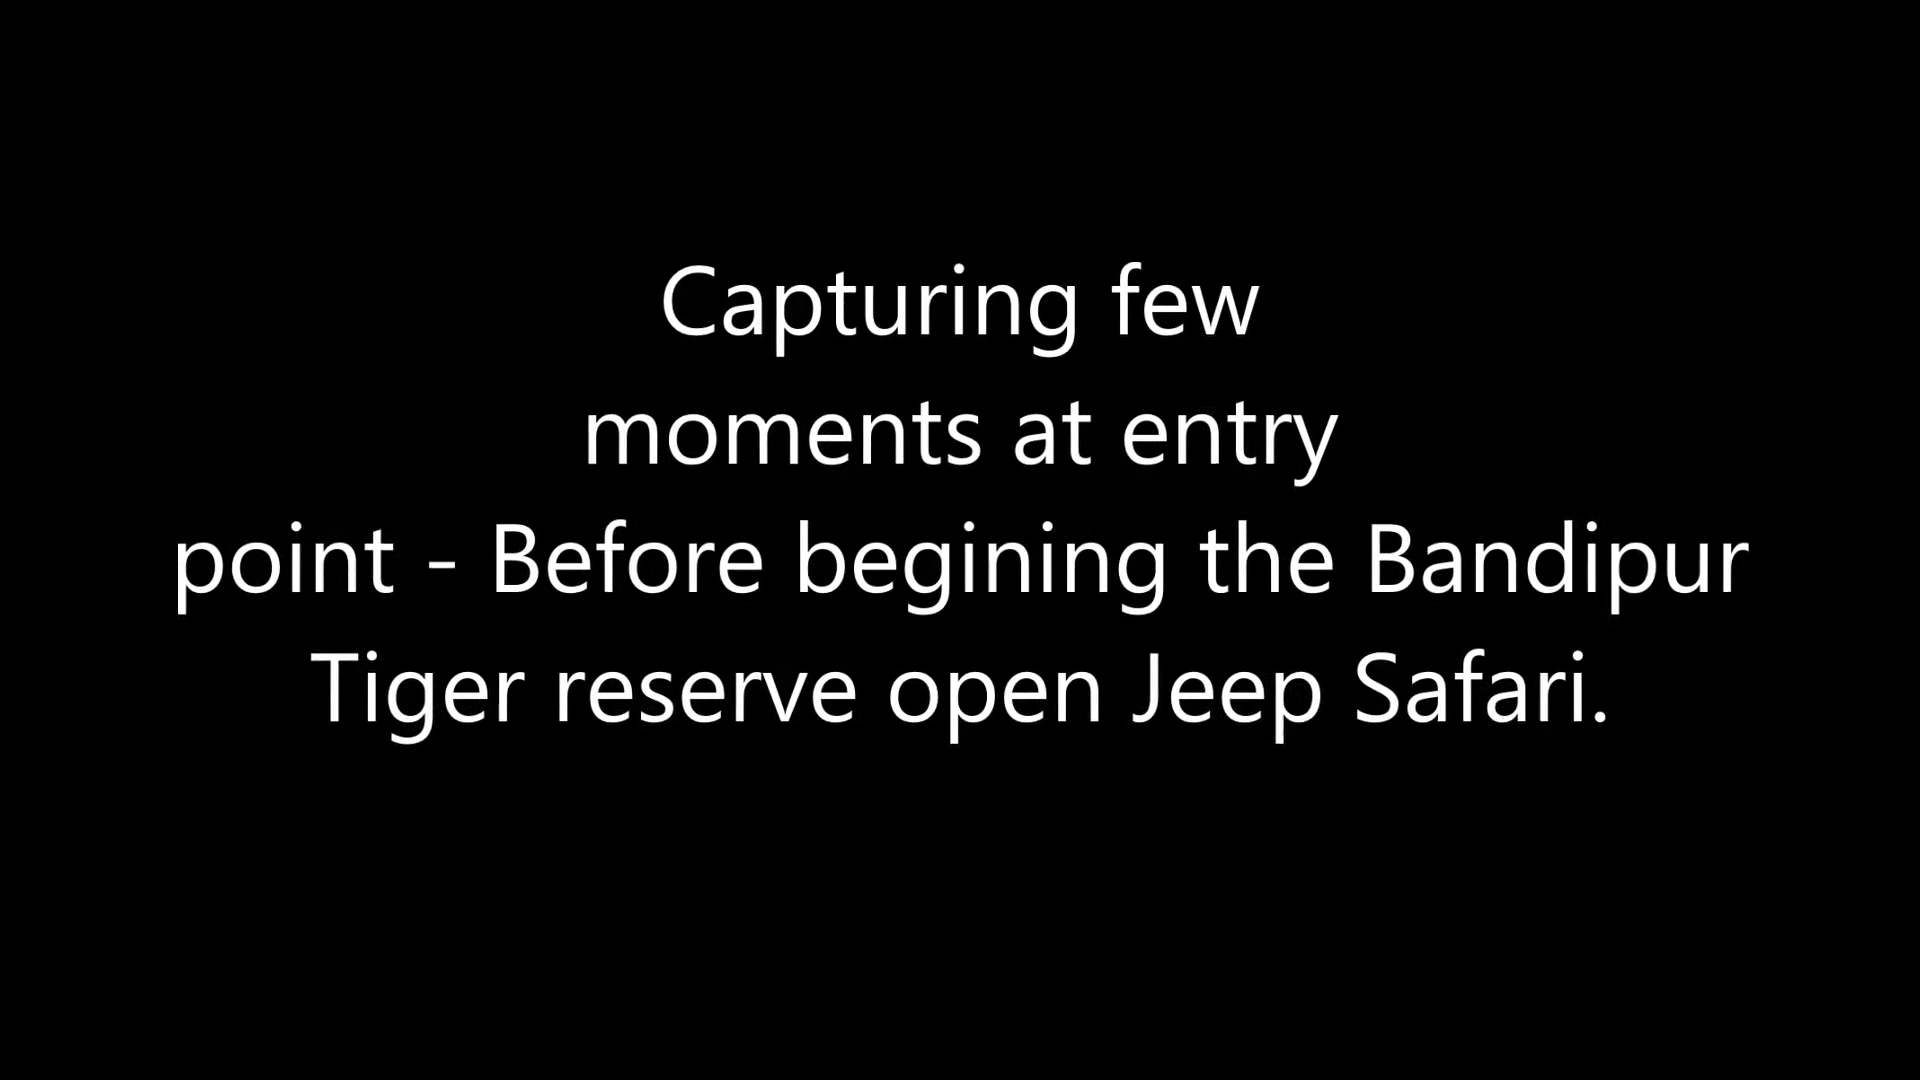 Capturing few
moments at entry
point - Before begining the Bandipur
Tiger reserve open Jeep Safari.